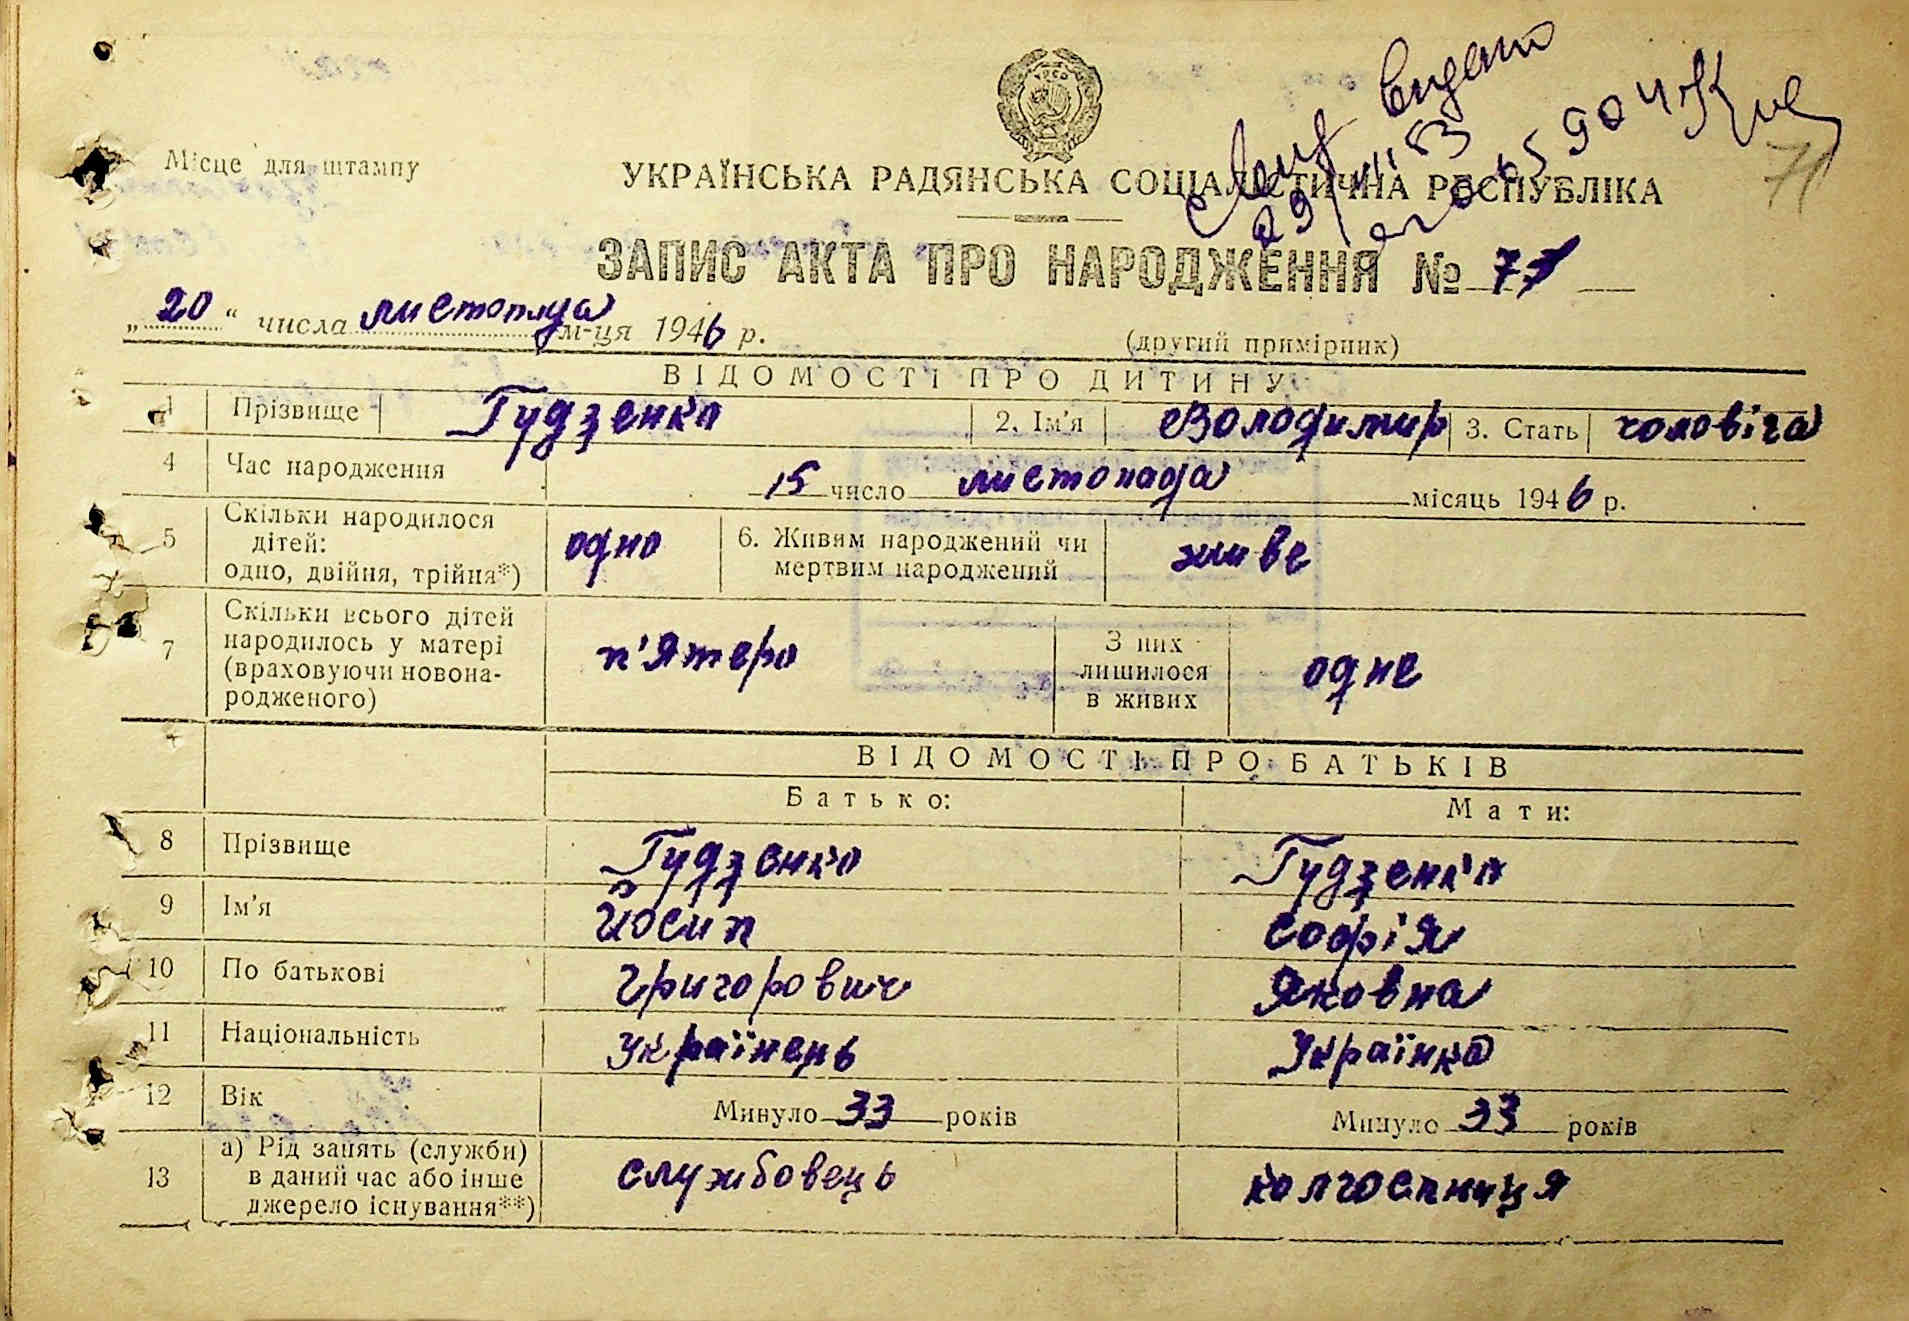 видано
29/VII 53
71
Місце для штампу
УКРАЇНСЬКА РАДЯНСЬКА СОЦІАЛІСТИЧНА РЕСПУБЛІКА
ЗАПИС АКТА ПРО НАРОДЖЕННЯ № 71
„20“ числа листопада м-ця 1946 р.
(другий примірник)
ВІДОМОСТІ ПРО ДИТИНУ
1 Прізвище Гудзенко 2. Ім'я Володимир 3. Стать чоловіча
4 Час народження 15 число листопада місяць 1946 р.
5 Скільки народилося дітей: одно, двійня, трійня*) одно 6. Живим народжений чи мертвим народжений живе
7 Скільки всього дітей народилось у матері (враховуючи новонародженого) п'ятеро З них лишилося в живих одне
ВІДОМОСТІ ПРО БАТЬКІВ
Батько: Мати:
8 Прізвище Гудзенко Гудзенко
9 Ім'я Йосип Софія
10 По батькові Григорович Яковна
11 Національність Українець Українка
12 Вік Минуло 33 років Минуло 33 років
13 а) Рід занять (служби) в даний час або інше джерело існування**) службовець колгоспниця